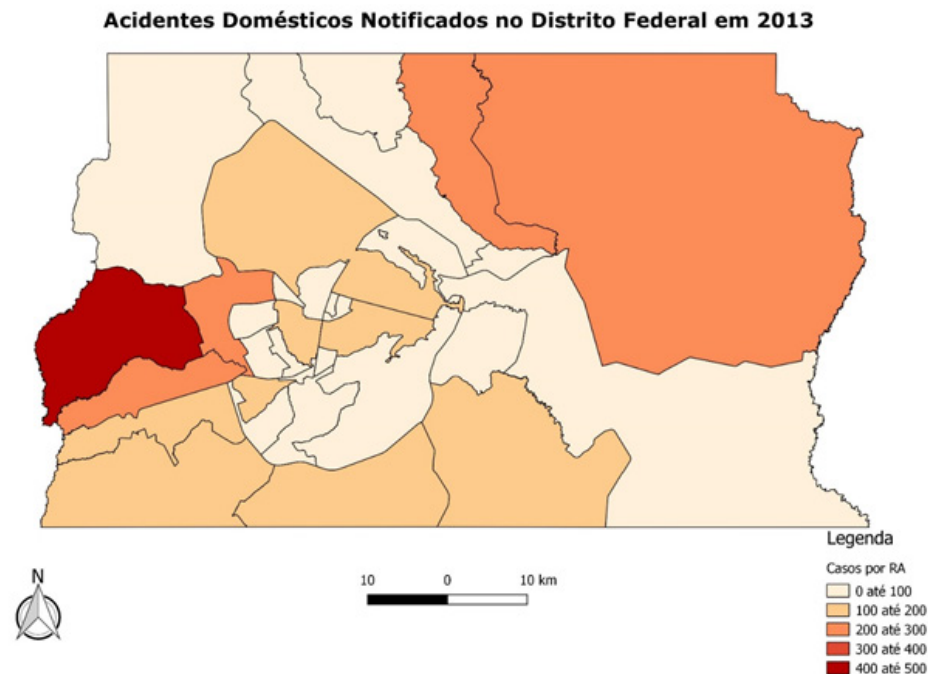 Acidentes Domésticos Notificados no Distrito Federal em 2013
N
10 0 10 km
Legenda
Casos por RA
0 até 100
100 até 200
200 até 300
300 até 400
400 até 500